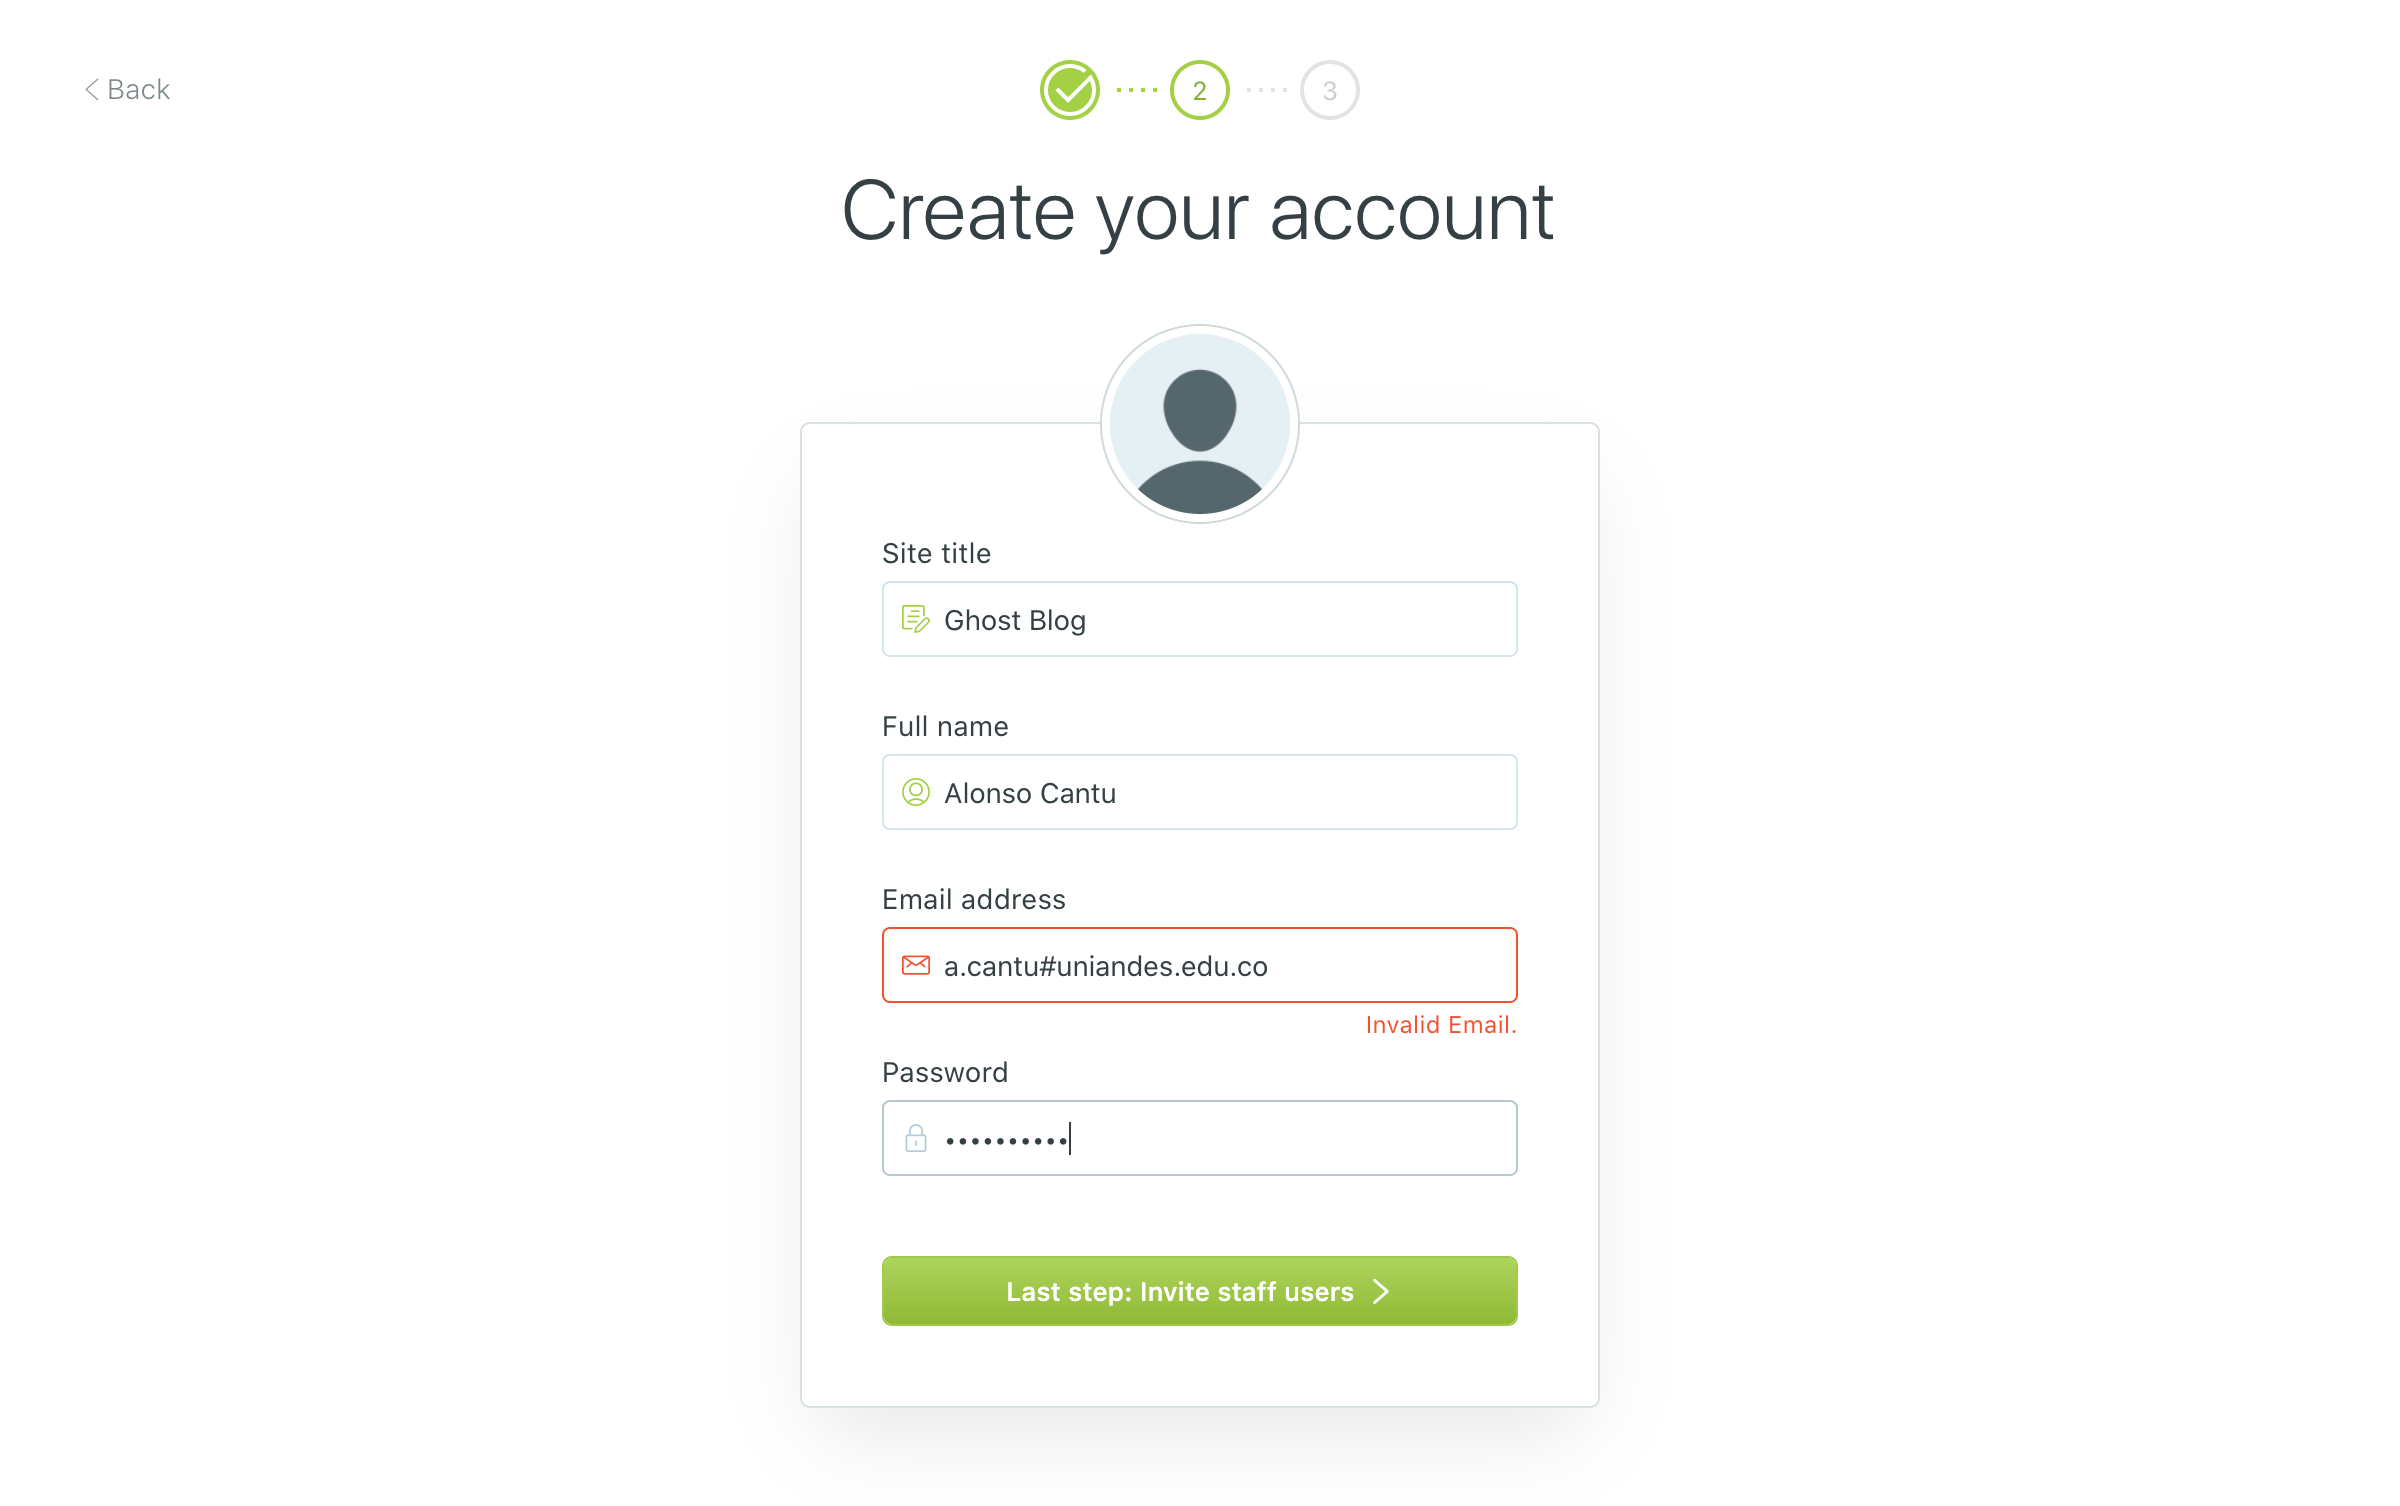 Back
2
3
Create your account
Site title
Ghost Blog
Full name
Alonso Cantu
Email address
a.cantu#uniandes.edu.co
Invalid Email.
Password
••••••••••
Last step: Invite staff users